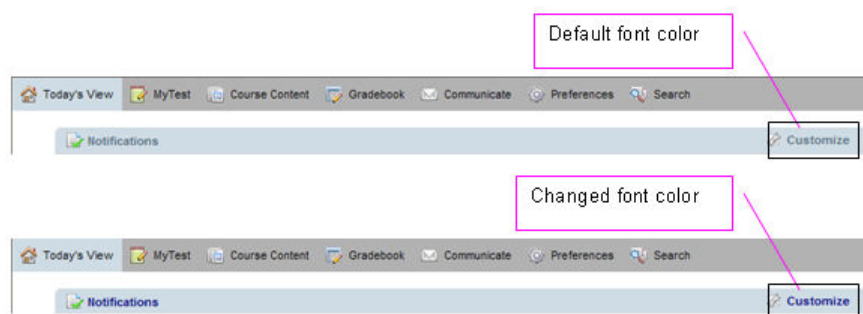 Default font color
Today's View MyTest Course Content Gradebook Communicate Preferences Search
Notifications Customize
Changed font color
Today's View MyTest Course Content Gradebook Communicate Preferences Search
Notifications Customize